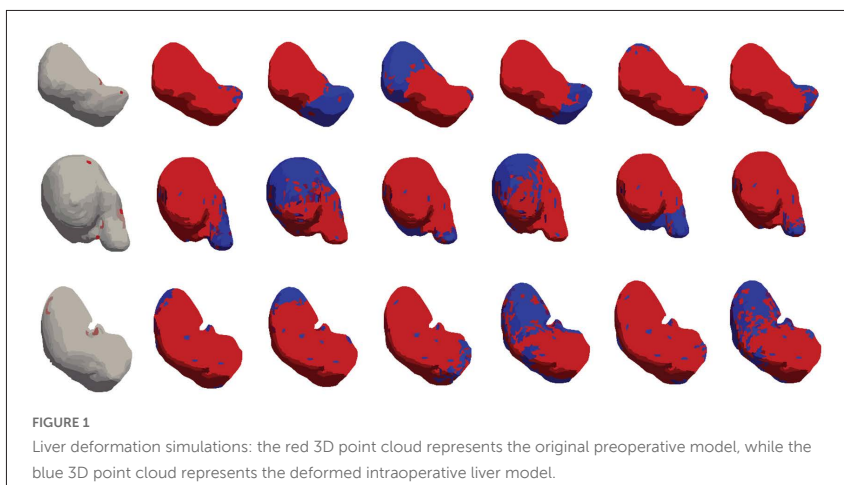 FIGURE 1
Liver deformation simulations: the red 3D point cloud represents the original preoperative model, while the
blue 3D point cloud represents the deformed intraoperative liver model.